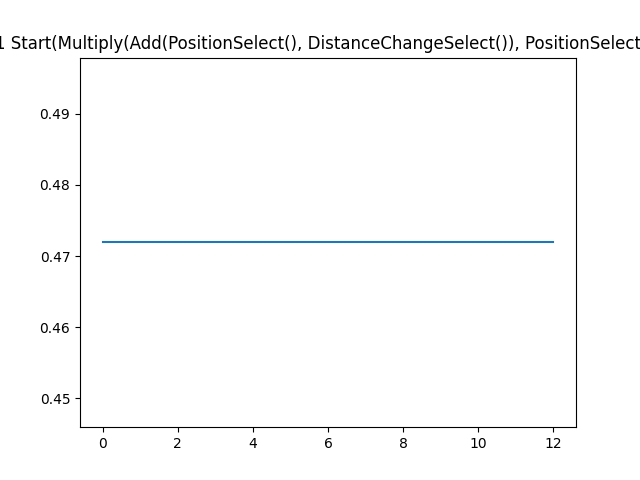 1 Start(Multiply(Add(PositionSelect(), DistanceChangeSelect()), PositionSelect
0.49
0.48
0.47
0.46
0.45
0 2 4 6 8 10 12